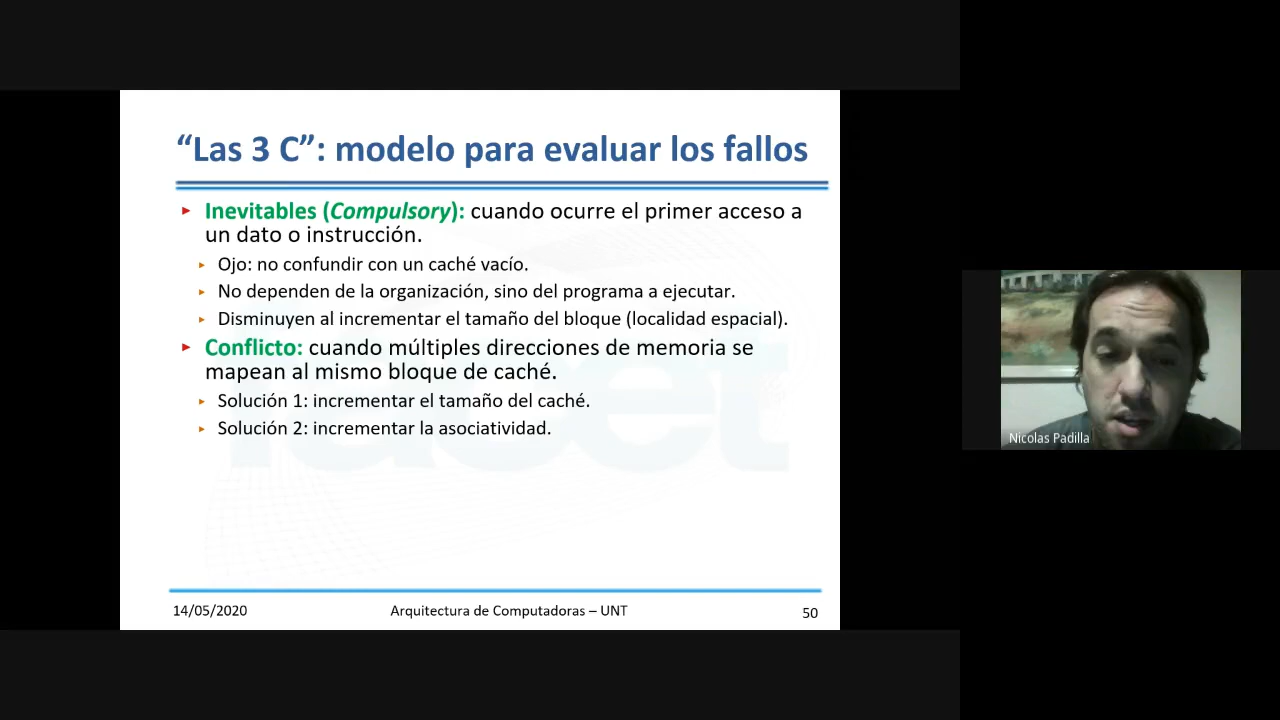 “Las 3 C”: modelo para evaluar los fallos
Inevitables (Compulsory): cuando ocurre el primer acceso a
un dato o instrucción.
Ojo: no confundir con un caché vacío.
No dependen de la organización, sino del programa a ejecutar.
Disminuyen al incrementar el tamaño del bloque (localidad espacial).
Conflicto: cuando múltiples direcciones de memoria se
mapean al mismo bloque de caché.
Solución 1: incrementar el tamaño del caché.
Solución 2: incrementar la asociatividad.
14/05/2020 Arquitectura de Computadoras – UNT 50
Nicolas Padilla